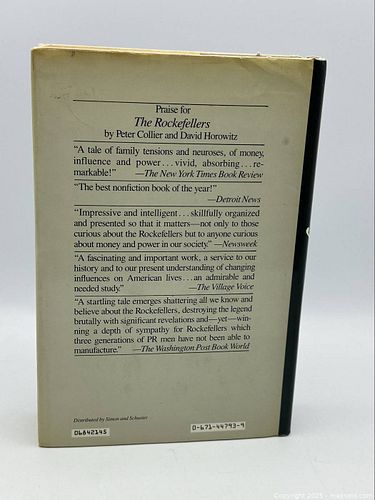 Praise for
The Rockefellers
by Peter Collier and David Horowitz
“A tale of family tensions and neuroses, of money,
influence and power...vivid, absorbing...re-
markable!” —The New York Times Book Review
“The best nonfiction book of the year!”
—Detroit News
“Impressive and intelligent...skillfully organized
and presented so that it matters—not only to those
curious about the Rockefellers but to anyone curious
about money and power in our society.” —Newsweek
“A fascinating and important work, a service to our
history and to our present understanding of changing
influences on American lives...an admirable and
needed study.” —The Village Voice
“A startling tale emerges shattering all we know and
believe about the Rockefellers, destroying the legend
brutally with significant revelations and—yet—win-
ning a depth of sympathy for Rockefellers which
three generations of PR men have not been able to
manufacture.” —The Washington Post Book World
Distributed by Simon and Schuster
06842145
0-671-44793-9